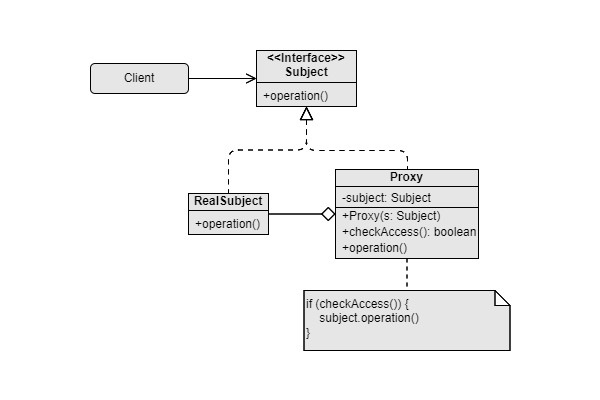 Client
<<Interface>>
Subject
+operation()
RealSubject
+operation()
Proxy
-subject: Subject
+Proxy(s: Subject)
+checkAccess(): boolean
+operation()
if (checkAccess()) {
    subject.operation()
}